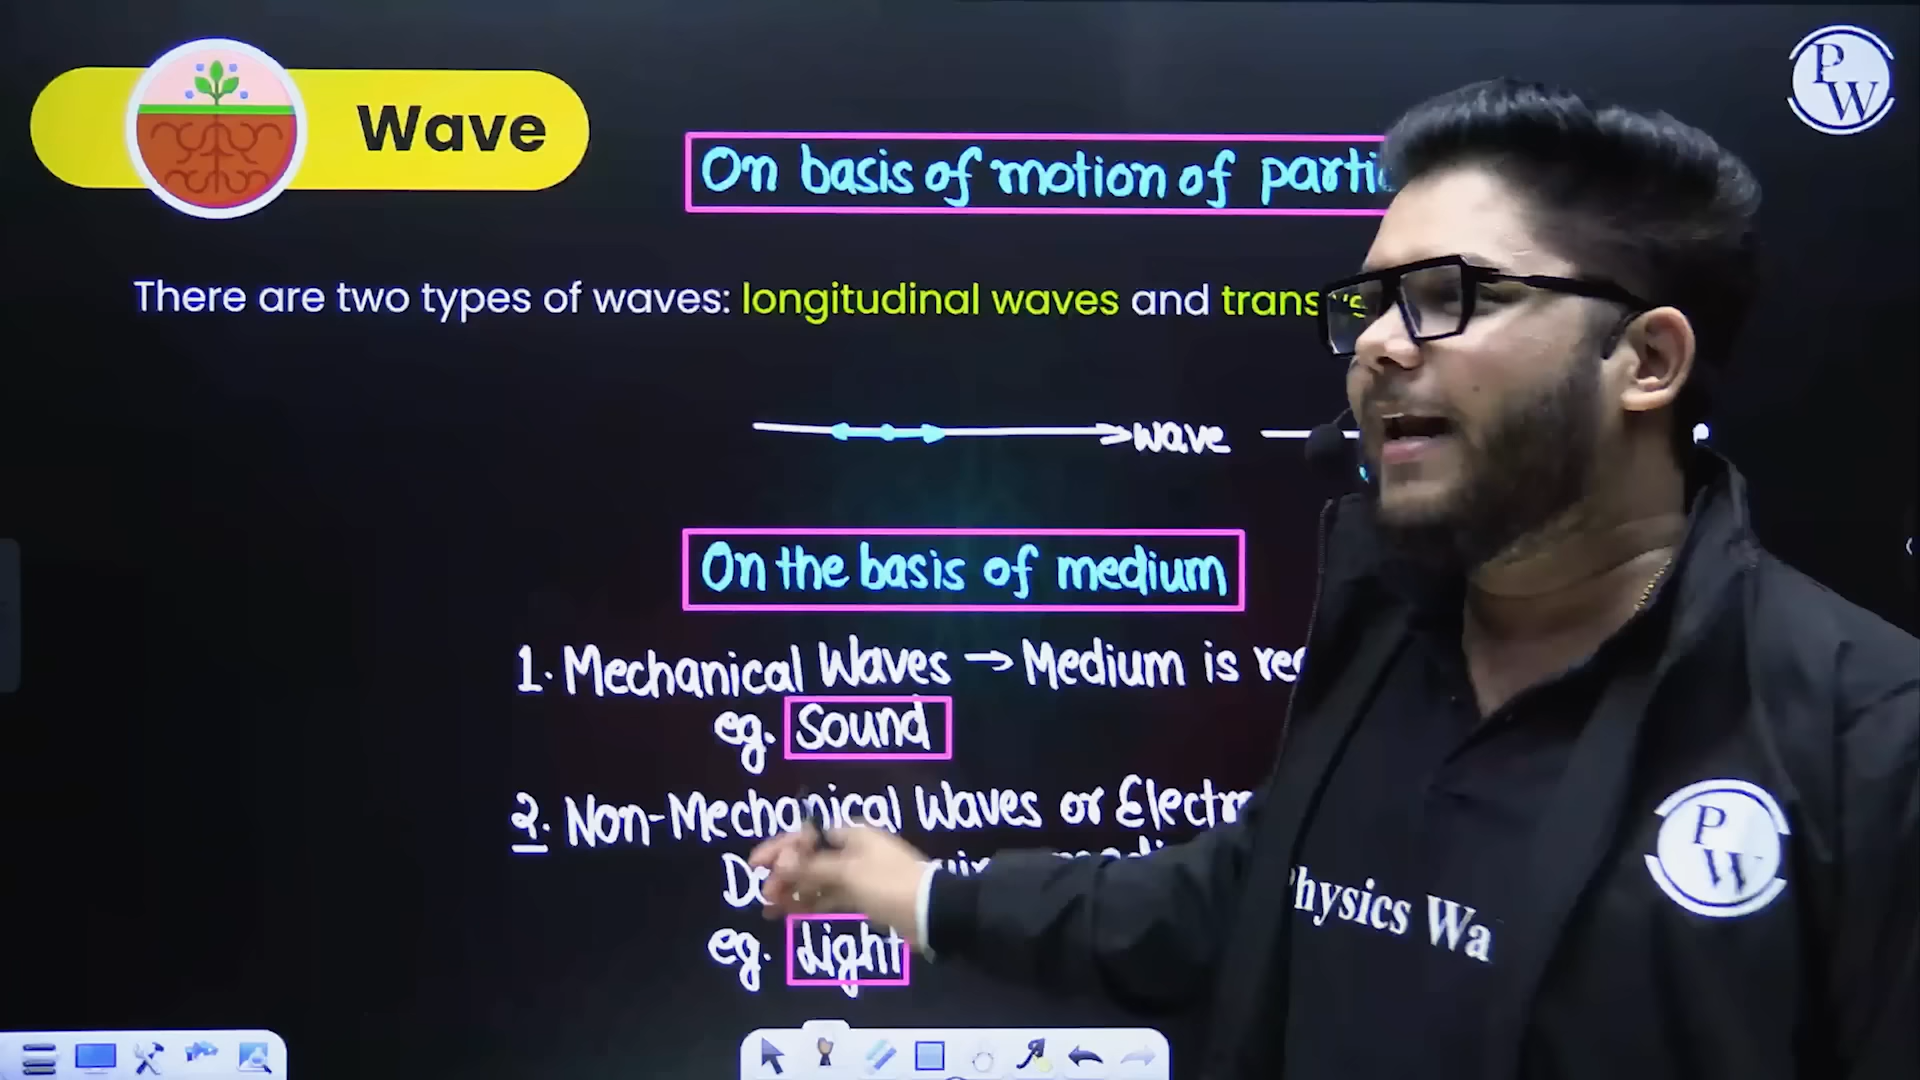 Wave
P
W
On basis of motion of parti
There are two types of waves: longitudinal waves and trans
wave
On the basis of medium
1. Mechanical Waves → Medium is re
eg. Sound
2. Non-Mechanical Waves or Electr
eg. Light
P
W
Physics Wa